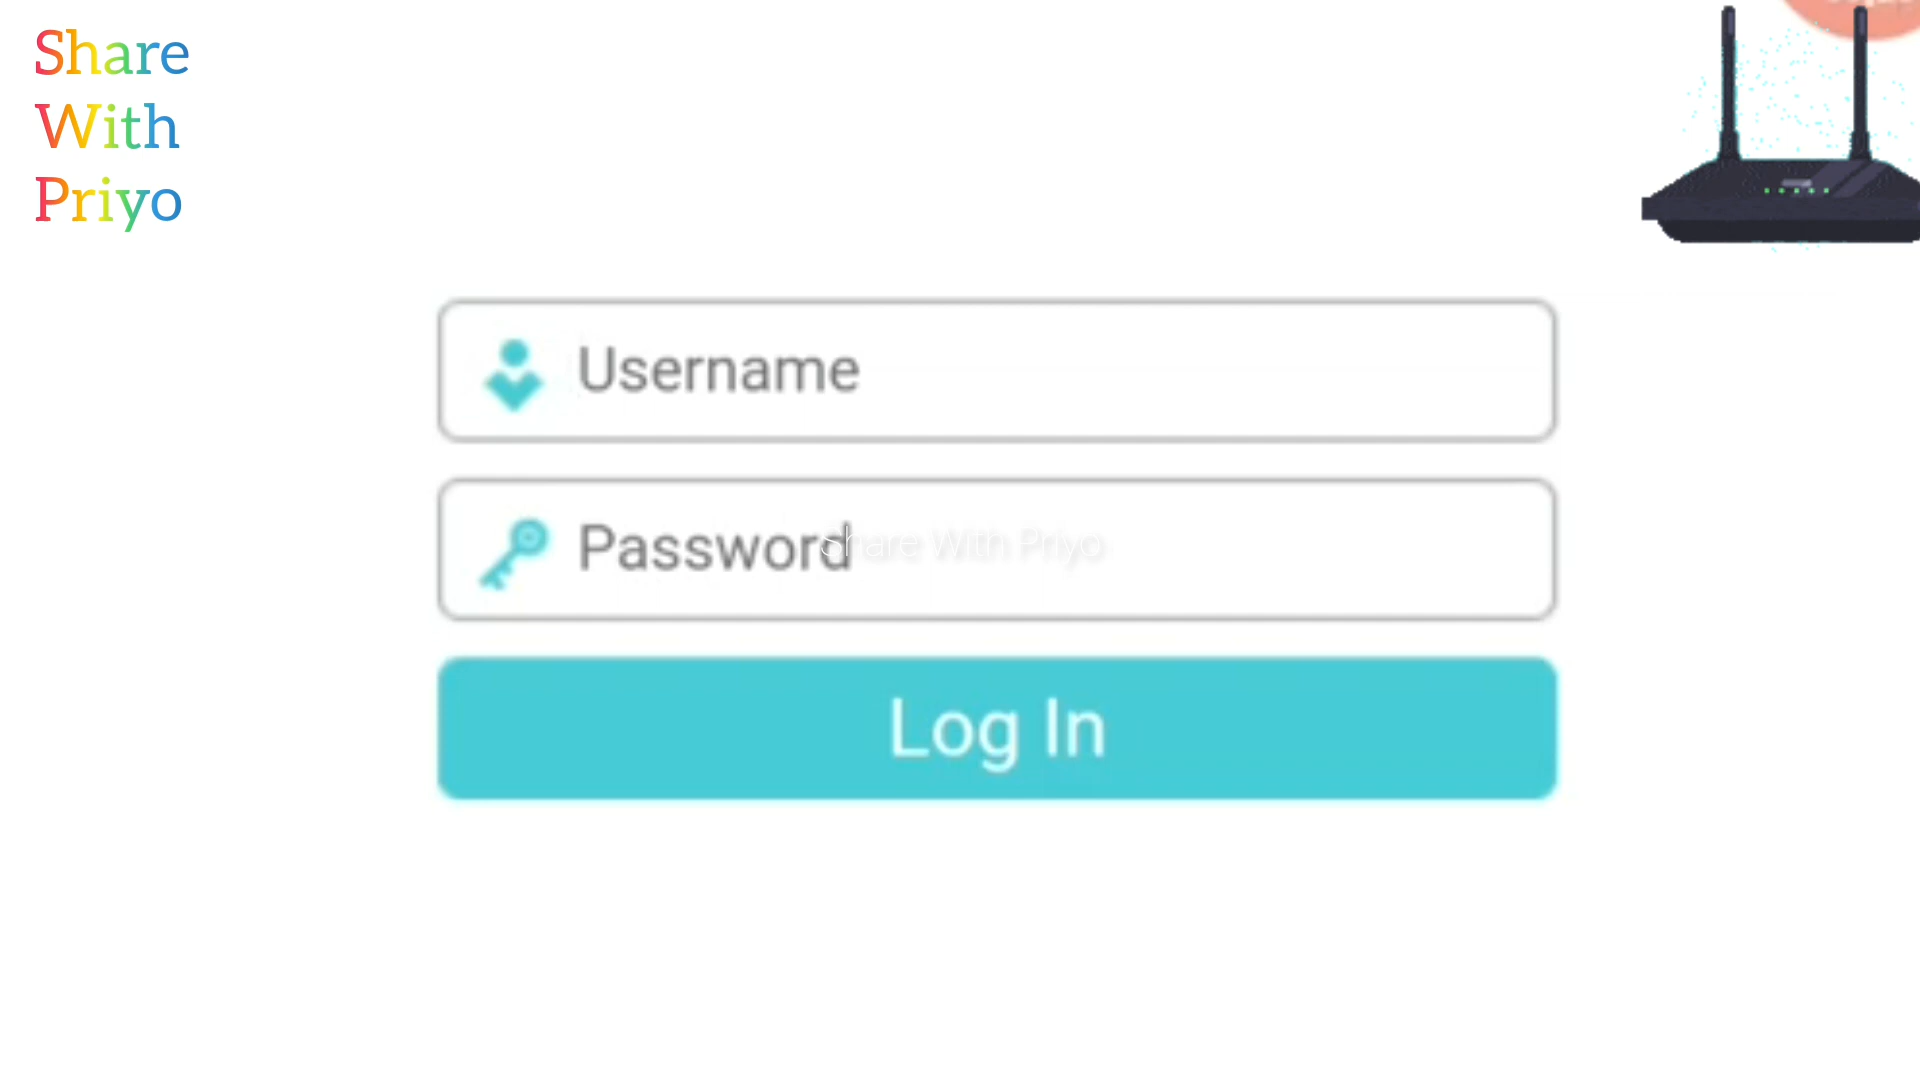 Share
With
Priyo
Username
Password
Share With Priyo
Log In